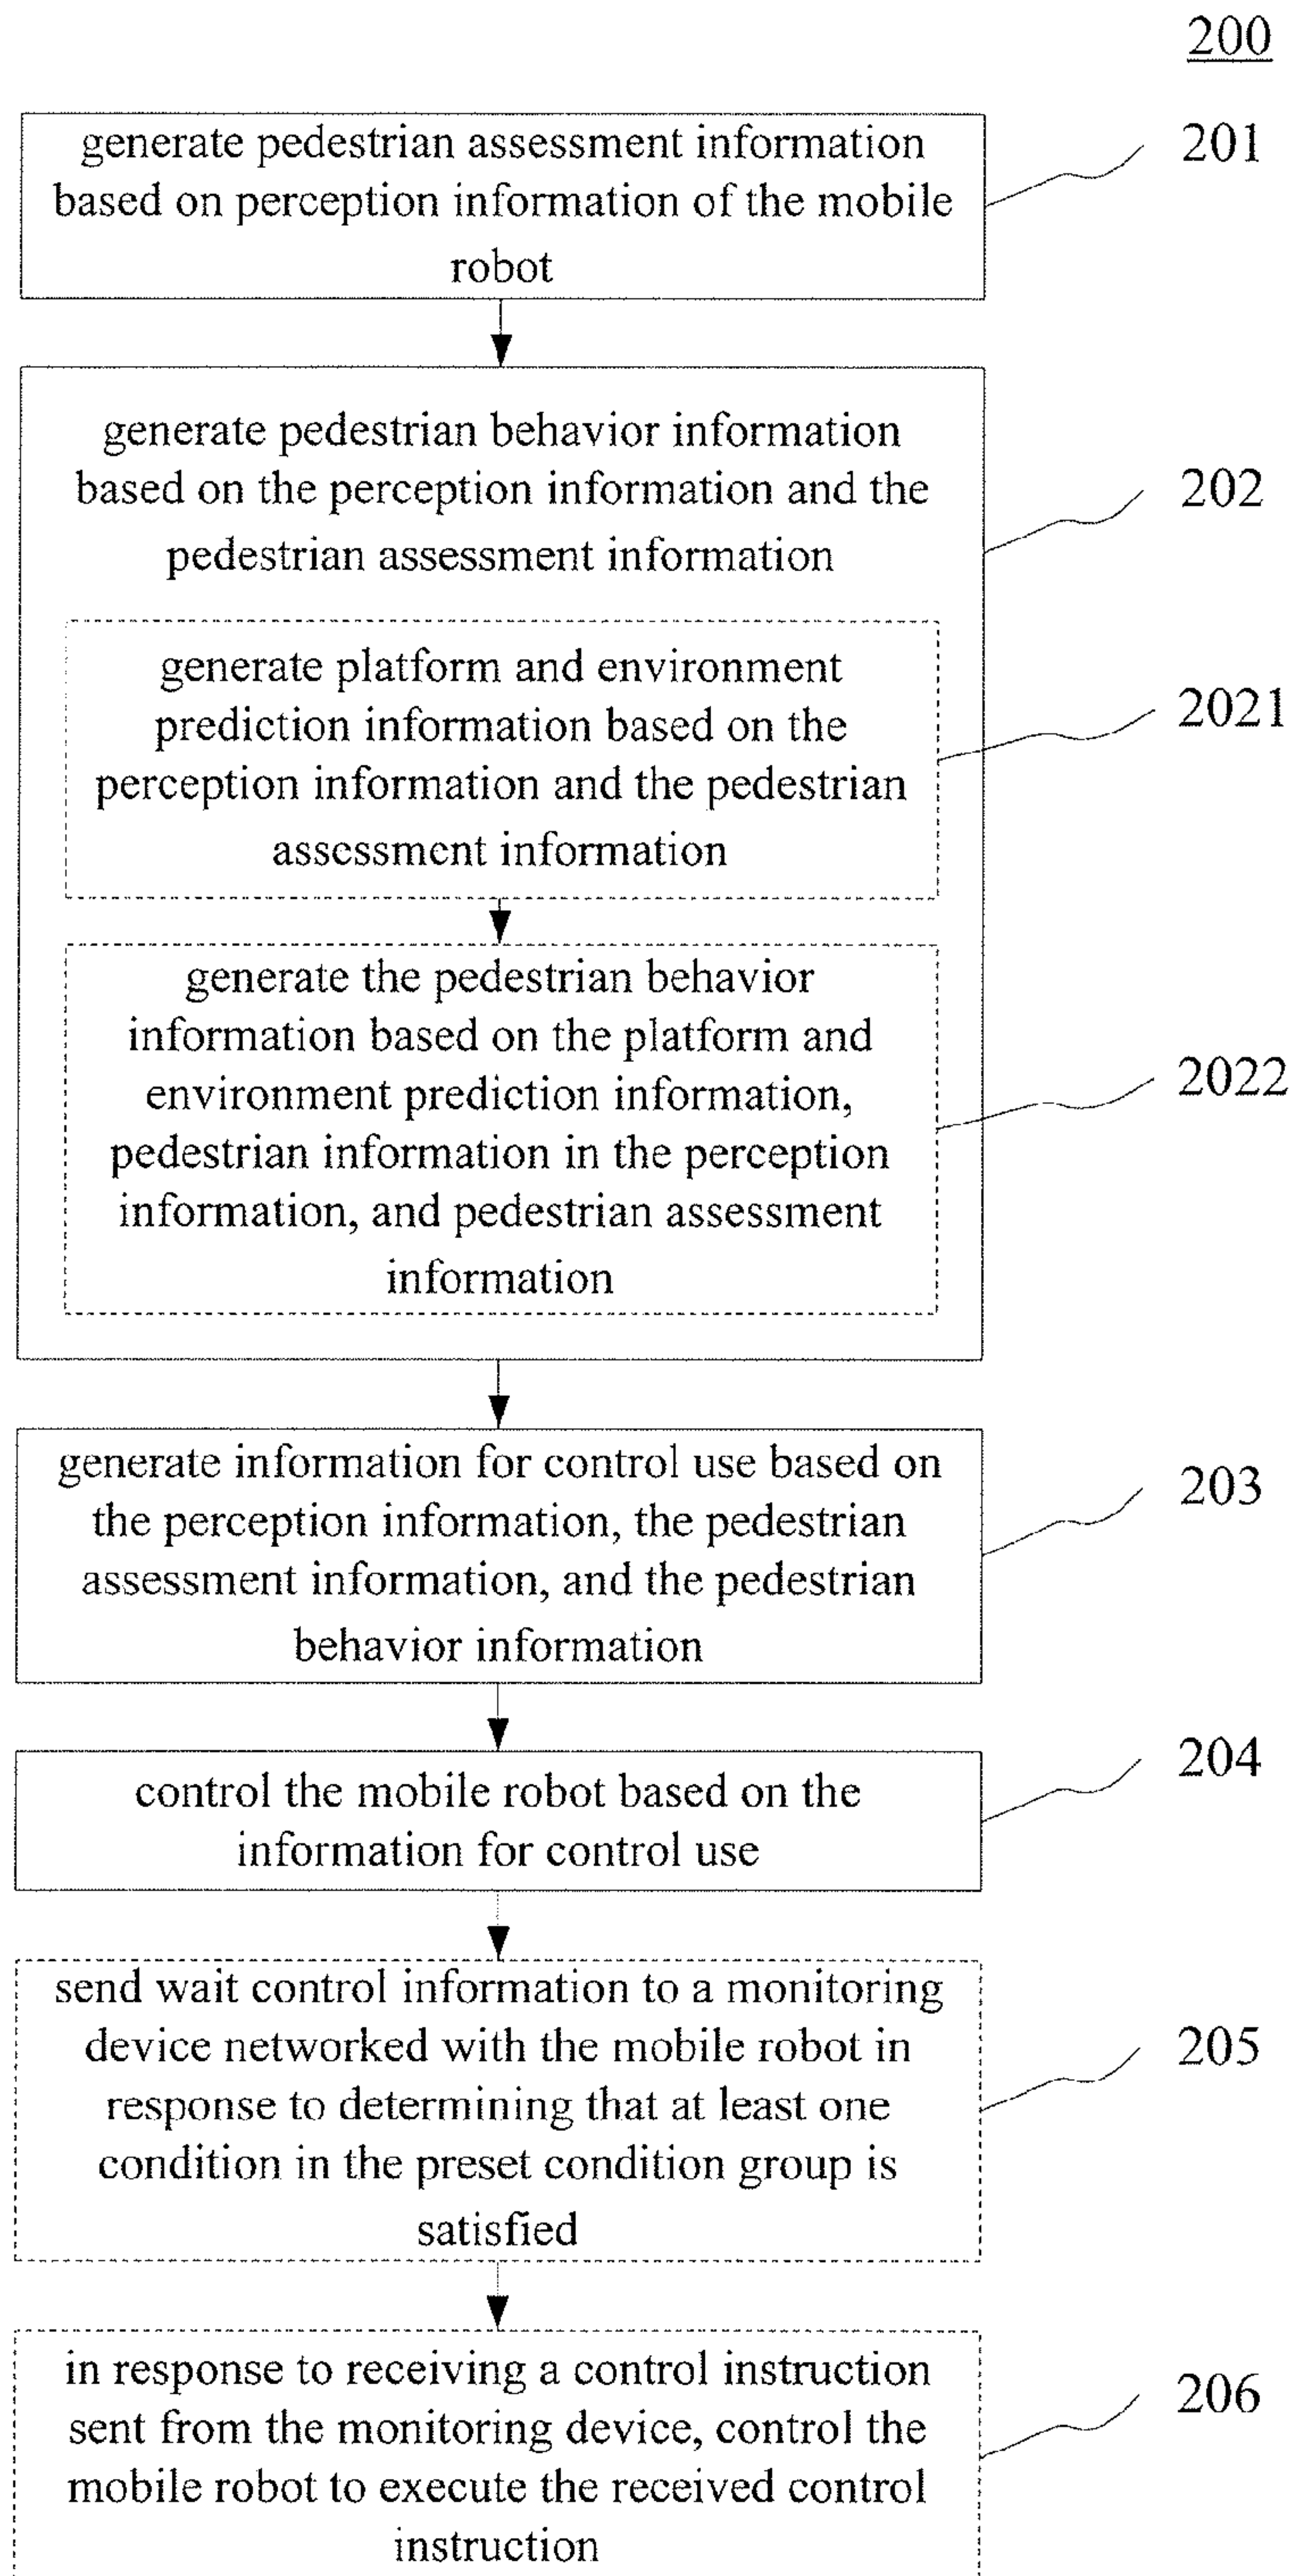 200
generate pedestrian assessment information
based on perception information of the mobile
robot
201
generate pedestrian behavior information
based on the perception information and the
pedestrian assessment information
202
generate platform and environment
prediction information based on the
perception information and the pedestrian
assessment information
2021
generate the pedestrian behavior
information based on the platform and
environment prediction information,
pedestrian information in the perception
information, and pedestrian assessment
information
2022
generate information for control use based on
the perception information, the pedestrian
assessment information, and the pedestrian
behavior information
203
control the mobile robot based on the
information for control use
204
send wait control information to a monitoring
device networked with the mobile robot in
response to determining that at least one
condition in the preset condition group is
satisfied
205
in response to receiving a control instruction
sent from the monitoring device, control the
mobile robot to execute the received control
instruction
206